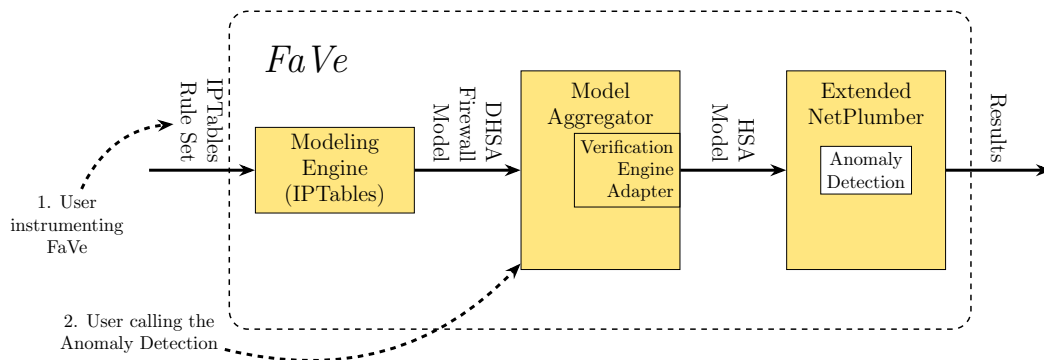 FaVe
IPTables
Rule Set
Modeling
Engine
(IPTables)
DHSA
Firewall
Model
Model
Aggregator
Verification
Engine
Adapter
HSA
Model
Extended
NetPlumber
Anomaly
Detection
Results
1. User
instrumenting
FaVe
2. User calling the
Anomaly Detection